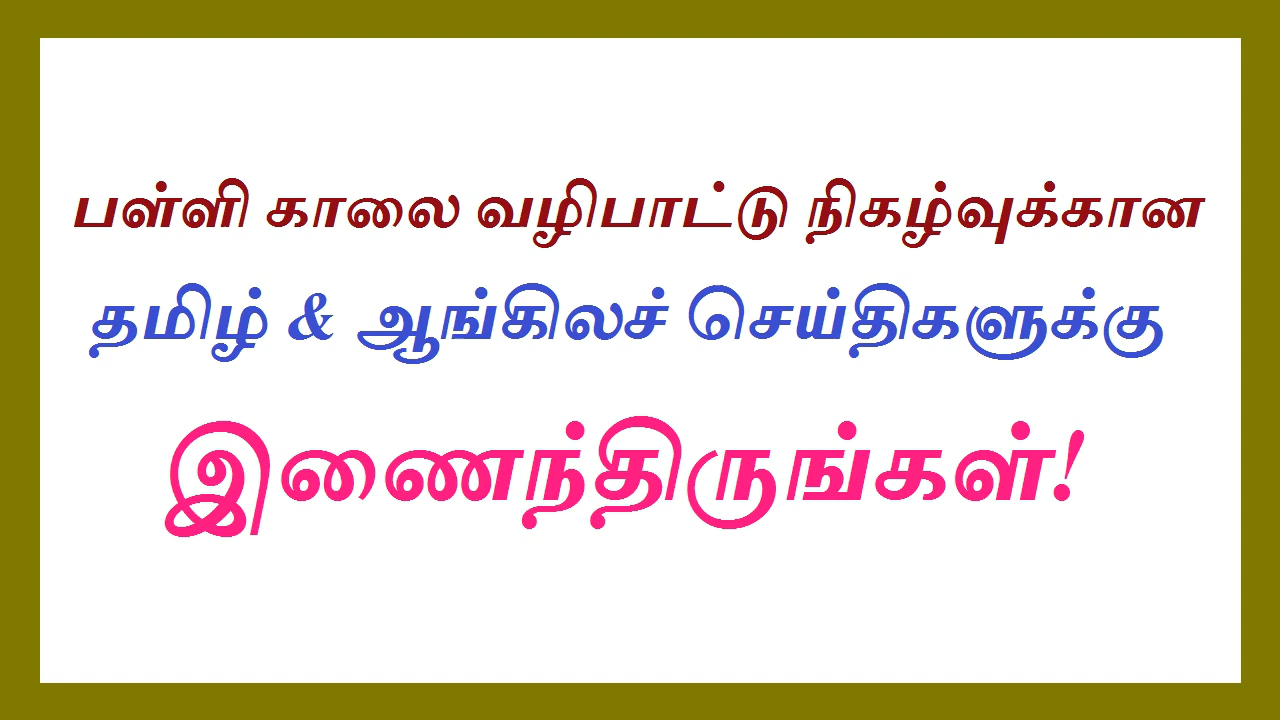 பள்ளி காலை வழிபாட்டு நிகழ்வுக்கான
தமிழ் & ஆங்கிலச் செய்திகளுக்கு
இணைந்திருங்கள்!